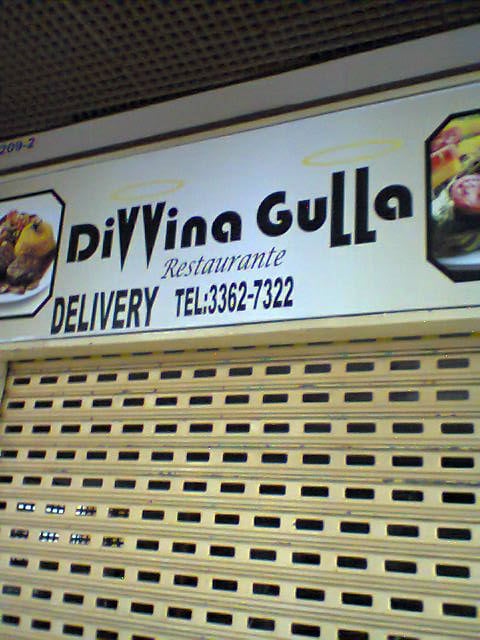 209-2
DiVVina GuLLa
Restaurante
DELIVERY TEL:3362-7322